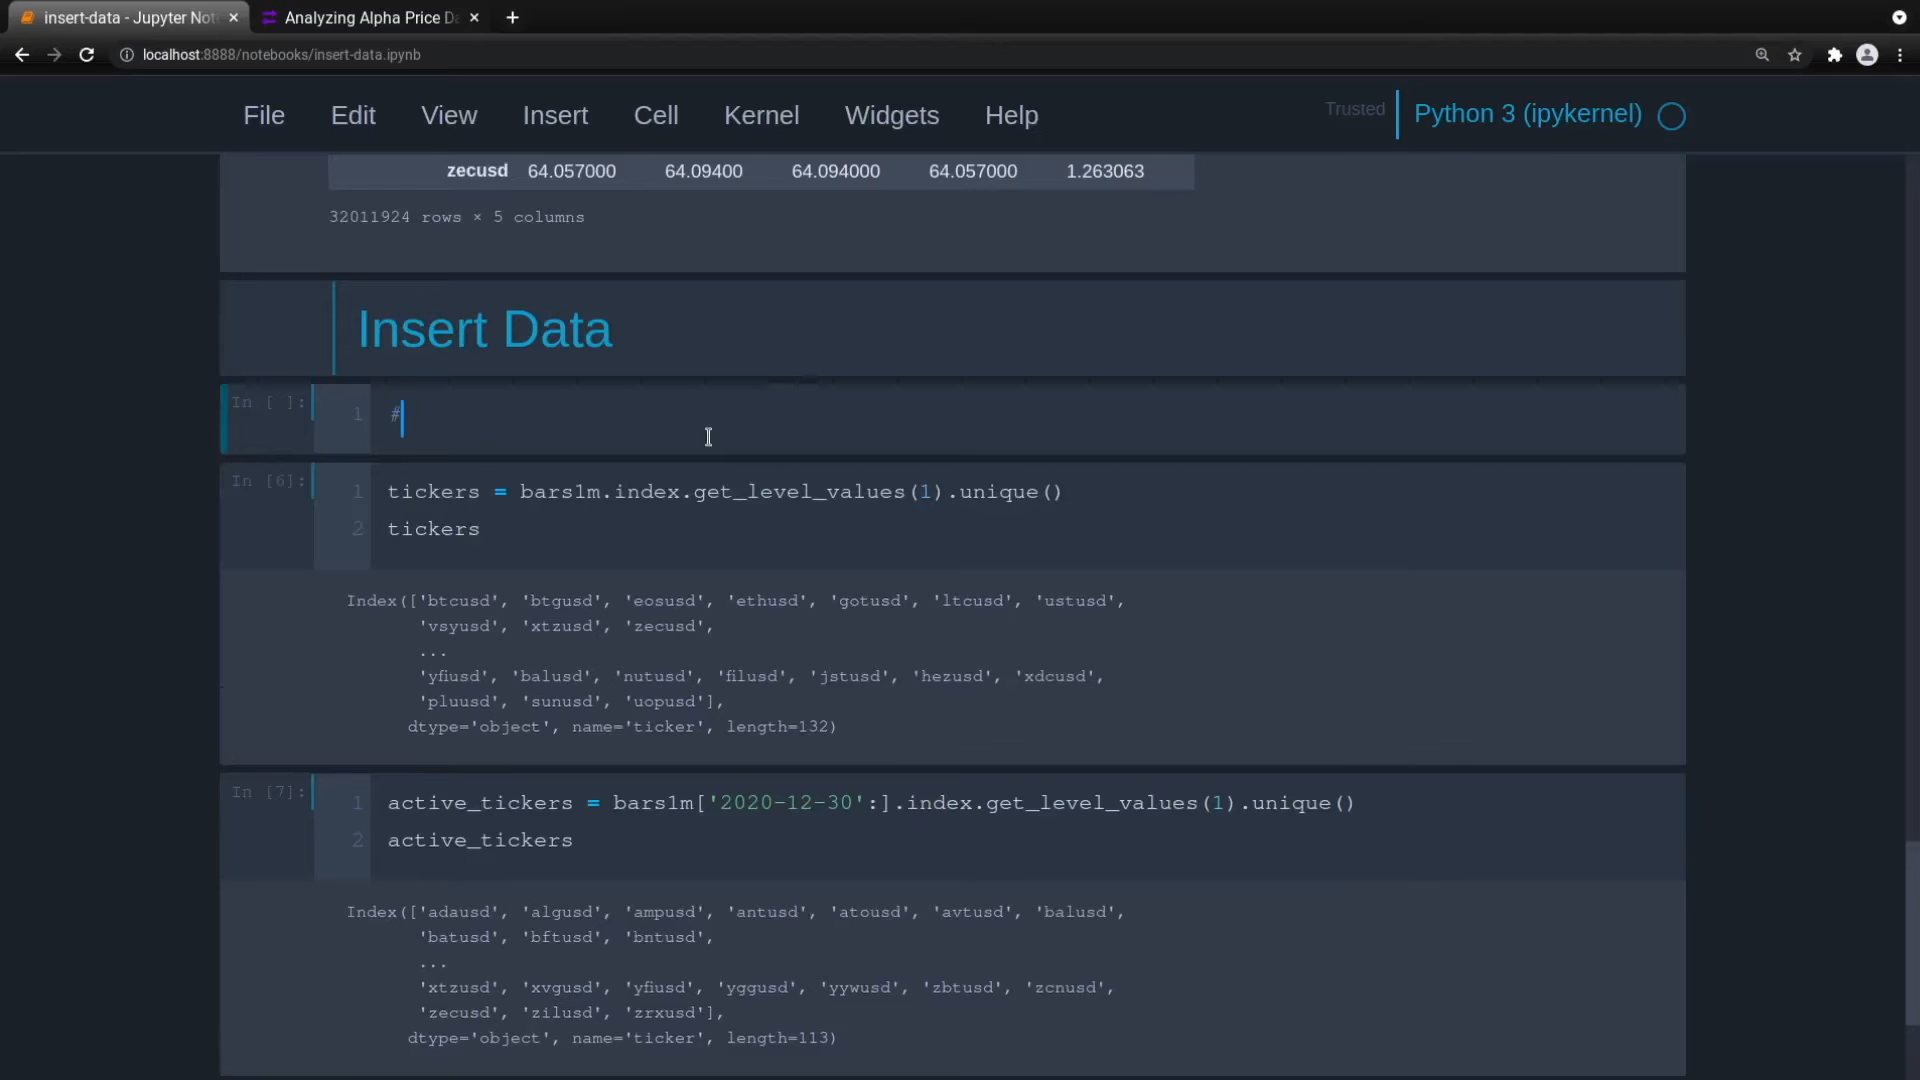 insert-data - Jupyter Not
Analyzing Alpha Price D
localhost:8888/notebooks/insert-data.ipynb
File Edit View Insert Cell Kernel Widgets Help
Trusted
Python 3 (ipykernel)
zecusd 64.057000 64.09400 64.094000 64.057000 1.263063
32011924 rows × 5 columns
Insert Data
In [ ]: 1 #
In [6]: 1 tickers = bars1m.index.get_level_values(1).unique()
2 tickers
Index(['btcusd', 'btgusd', 'eosusd', 'ethusd', 'gotusd', 'ltcusd', 'ustusd',
'vsyusd', 'xtzusd', 'zecusd',
...
'yfiusd', 'balusd', 'nutusd', 'filusd', 'jstusd', 'hezusd', 'xdcusd',
'pluusd', 'sunusd', 'uopusd'],
dtype='object', name='ticker', length=132)
In [7]: 1 active_tickers = bars1m['2020-12-30':].index.get_level_values(1).unique()
2 active_tickers
Index(['adausd', 'algusd', 'ampusd', 'antusd', 'atousd', 'avtusd', 'balusd',
'batusd', 'bftusd', 'bntusd',
...
'xtzusd', 'xvgusd', 'yfiusd', 'yggusd', 'yywusd', 'zbtusd', 'zcnusd',
'zecusd', 'zilusd', 'zrxusd'],
dtype='object', name='ticker', length=113)